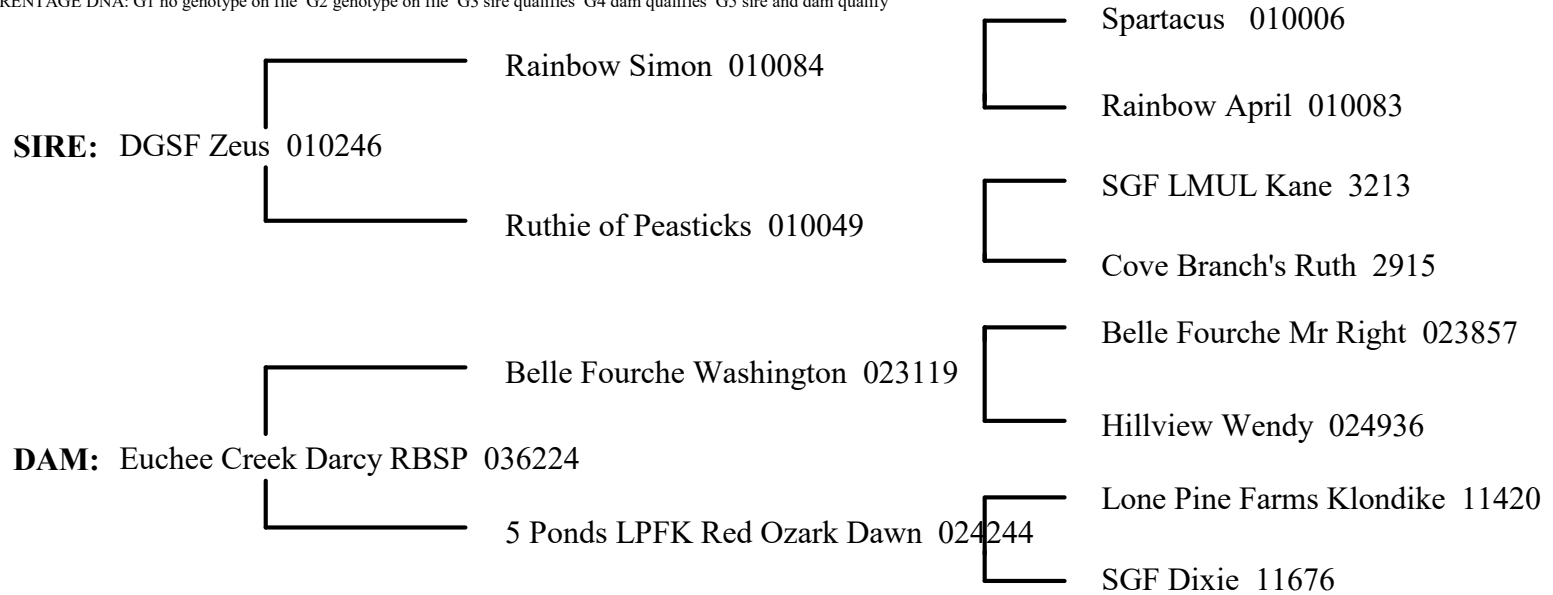 PARENTAGE DNA: G1 no genotype on file G2 genotype on file G3 sire qualifies G4 dam qualifies G5 sire and dam qualify
Spartacus 010006
Rainbow Simon 010084
Rainbow April 010083
SIRE: DGSF Zeus 010246
SGF LMUL Kane 3213
Ruthie of Peasticks 010049
Cove Branch's Ruth 2915
Belle Fourche Mr Right 023857
Belle Fourche Washington 023119
Hillview Wendy 024936
DAM: Euchee Creek Darcy RBSP 036224
Lone Pine Farms Klondike 11420
5 Ponds LPFK Red Ozark Dawn 024244
SGF Dixie 11676